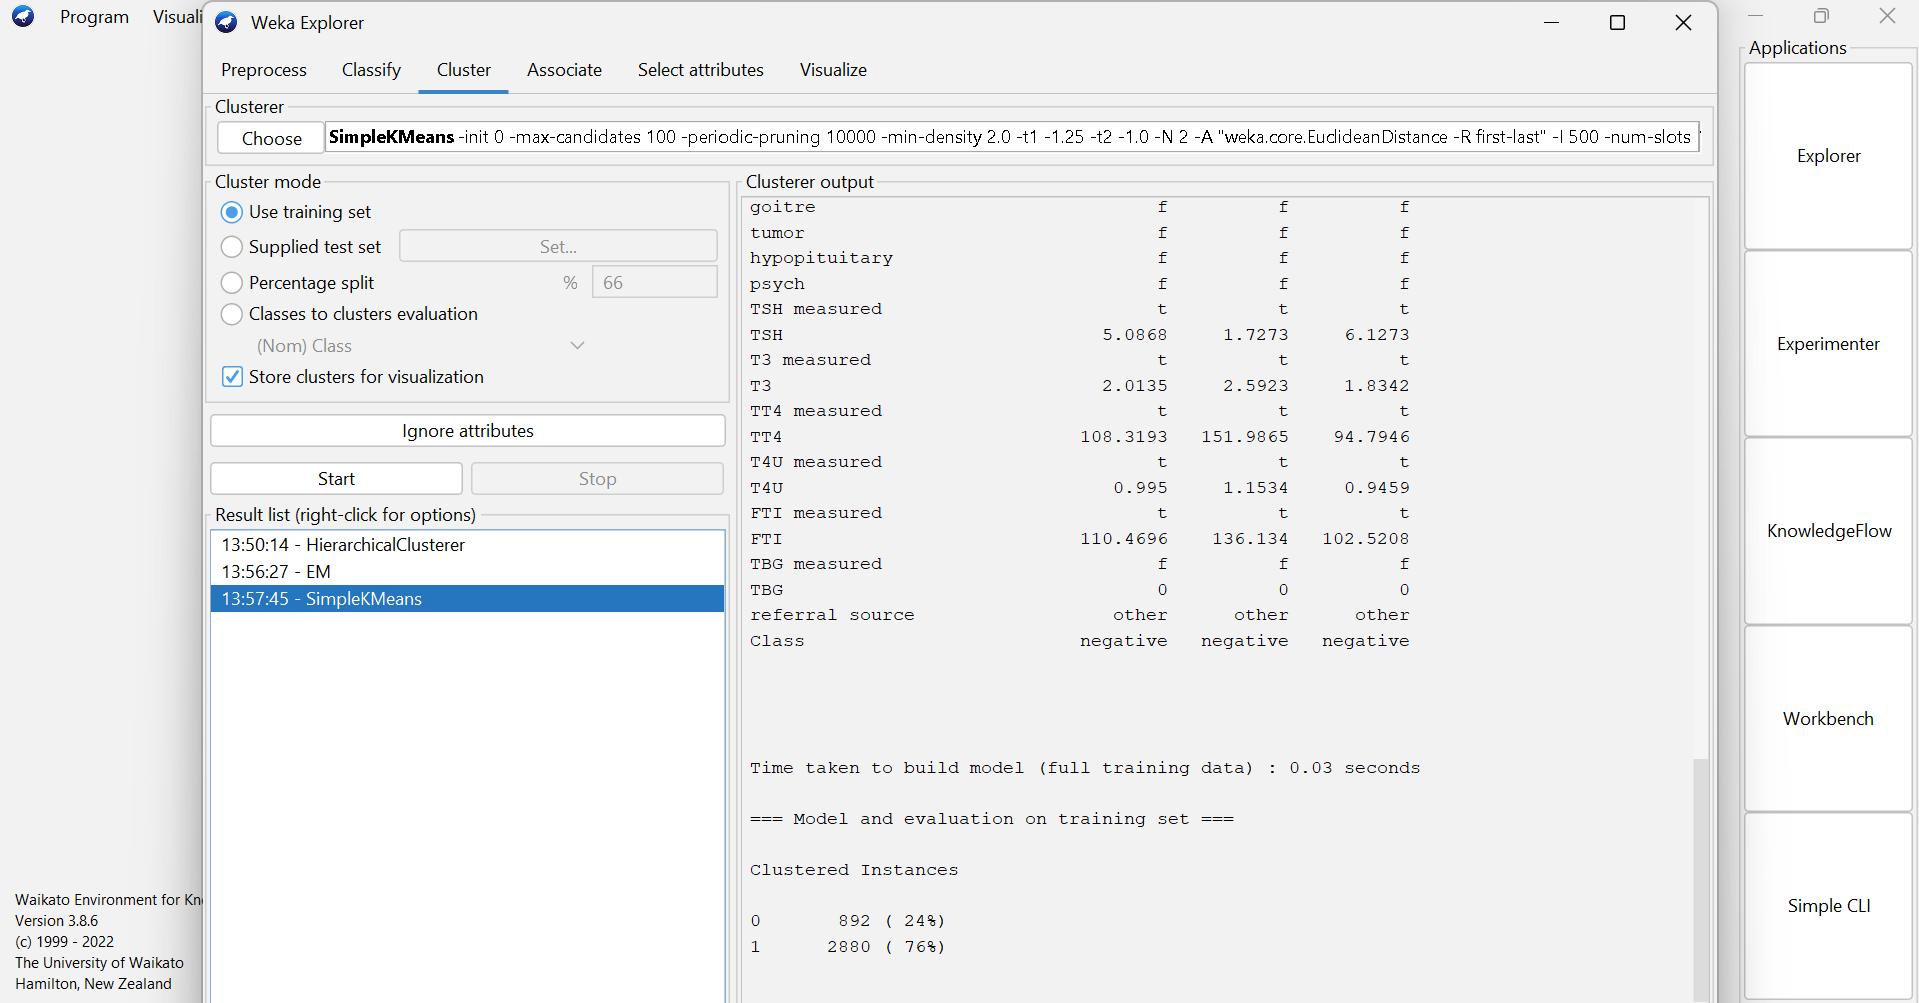 Program Visuali
Weka Explorer
Applications
Preprocess Classify Cluster Associate Select attributes Visualize
Clusterer
Choose SimpleKMeans -init 0 -max-candidates 100 -periodic-pruning 10000 -min-density 2.0 -t1 -1.25 -t2 -1.0 -N 2 -A "weka.core.EuclideanDistance -R first-last" -I 500 -num-slots
Cluster mode
Use training set
Supplied test set Set...
Percentage split % 66
Classes to clusters evaluation
(Nom) Class
Store clusters for visualization
Ignore attributes
Start Stop
Result list (right-click for options)
13:50:14 - HierarchicalClusterer
13:56:27 - EM
13:57:45 - SimpleKMeans
Clusterer output
goitre f f f
tumor f f f
hypopituitary f f f
psych f f f
TSH measured t t t
TSH 5.0868 1.7273 6.1273
T3 measured t t t
T3 2.0135 2.5923 1.8342
TT4 measured t t t
TT4 108.3193 151.9865 94.7946
T4U measured t t t
T4U 0.995 1.1534 0.9459
FTI measured t t t
FTI 110.4696 136.134 102.5208
TBG measured f f f
TBG 0 0 0
referral source other other other
Class negative negative negative
Time taken to build model (full training data) : 0.03 seconds
=== Model and evaluation on training set ===
Clustered Instances
0 892 ( 24%)
1 2880 ( 76%)
Explorer
Experimenter
KnowledgeFlow
Workbench
Simple CLI
Waikato Environment for Kn
Version 3.8.6
(c) 1999 - 2022
The University of Waikato
Hamilton, New Zealand